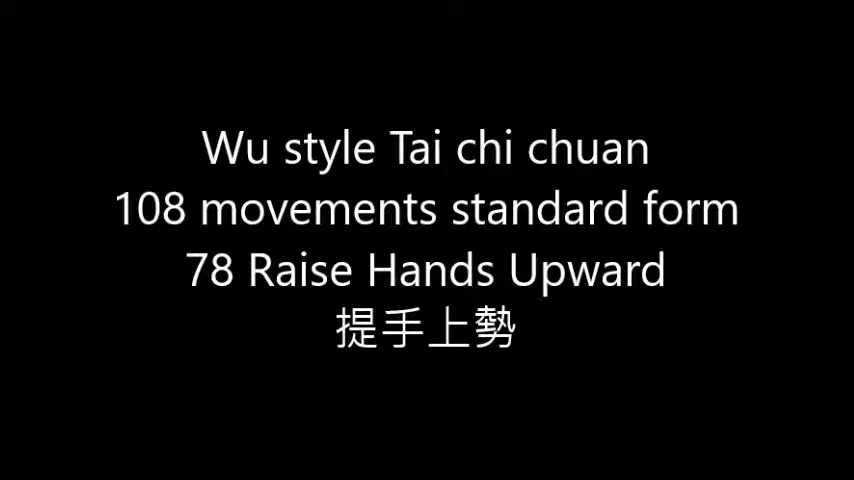 Wu style Tai chi chuan
108 movements standard form
78 Raise Hands Upward
提手上勢